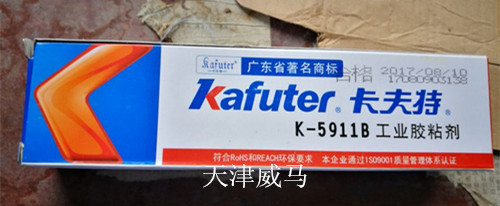 Kafuter
广东省著名商标
合格 2017/08/10
17080903138
Kafuter® 卡夫特®
K-5911B 工业胶粘剂
符合RoHS和REACH环保要求 本企业通过ISO9001质量管理体系认证
天津威马